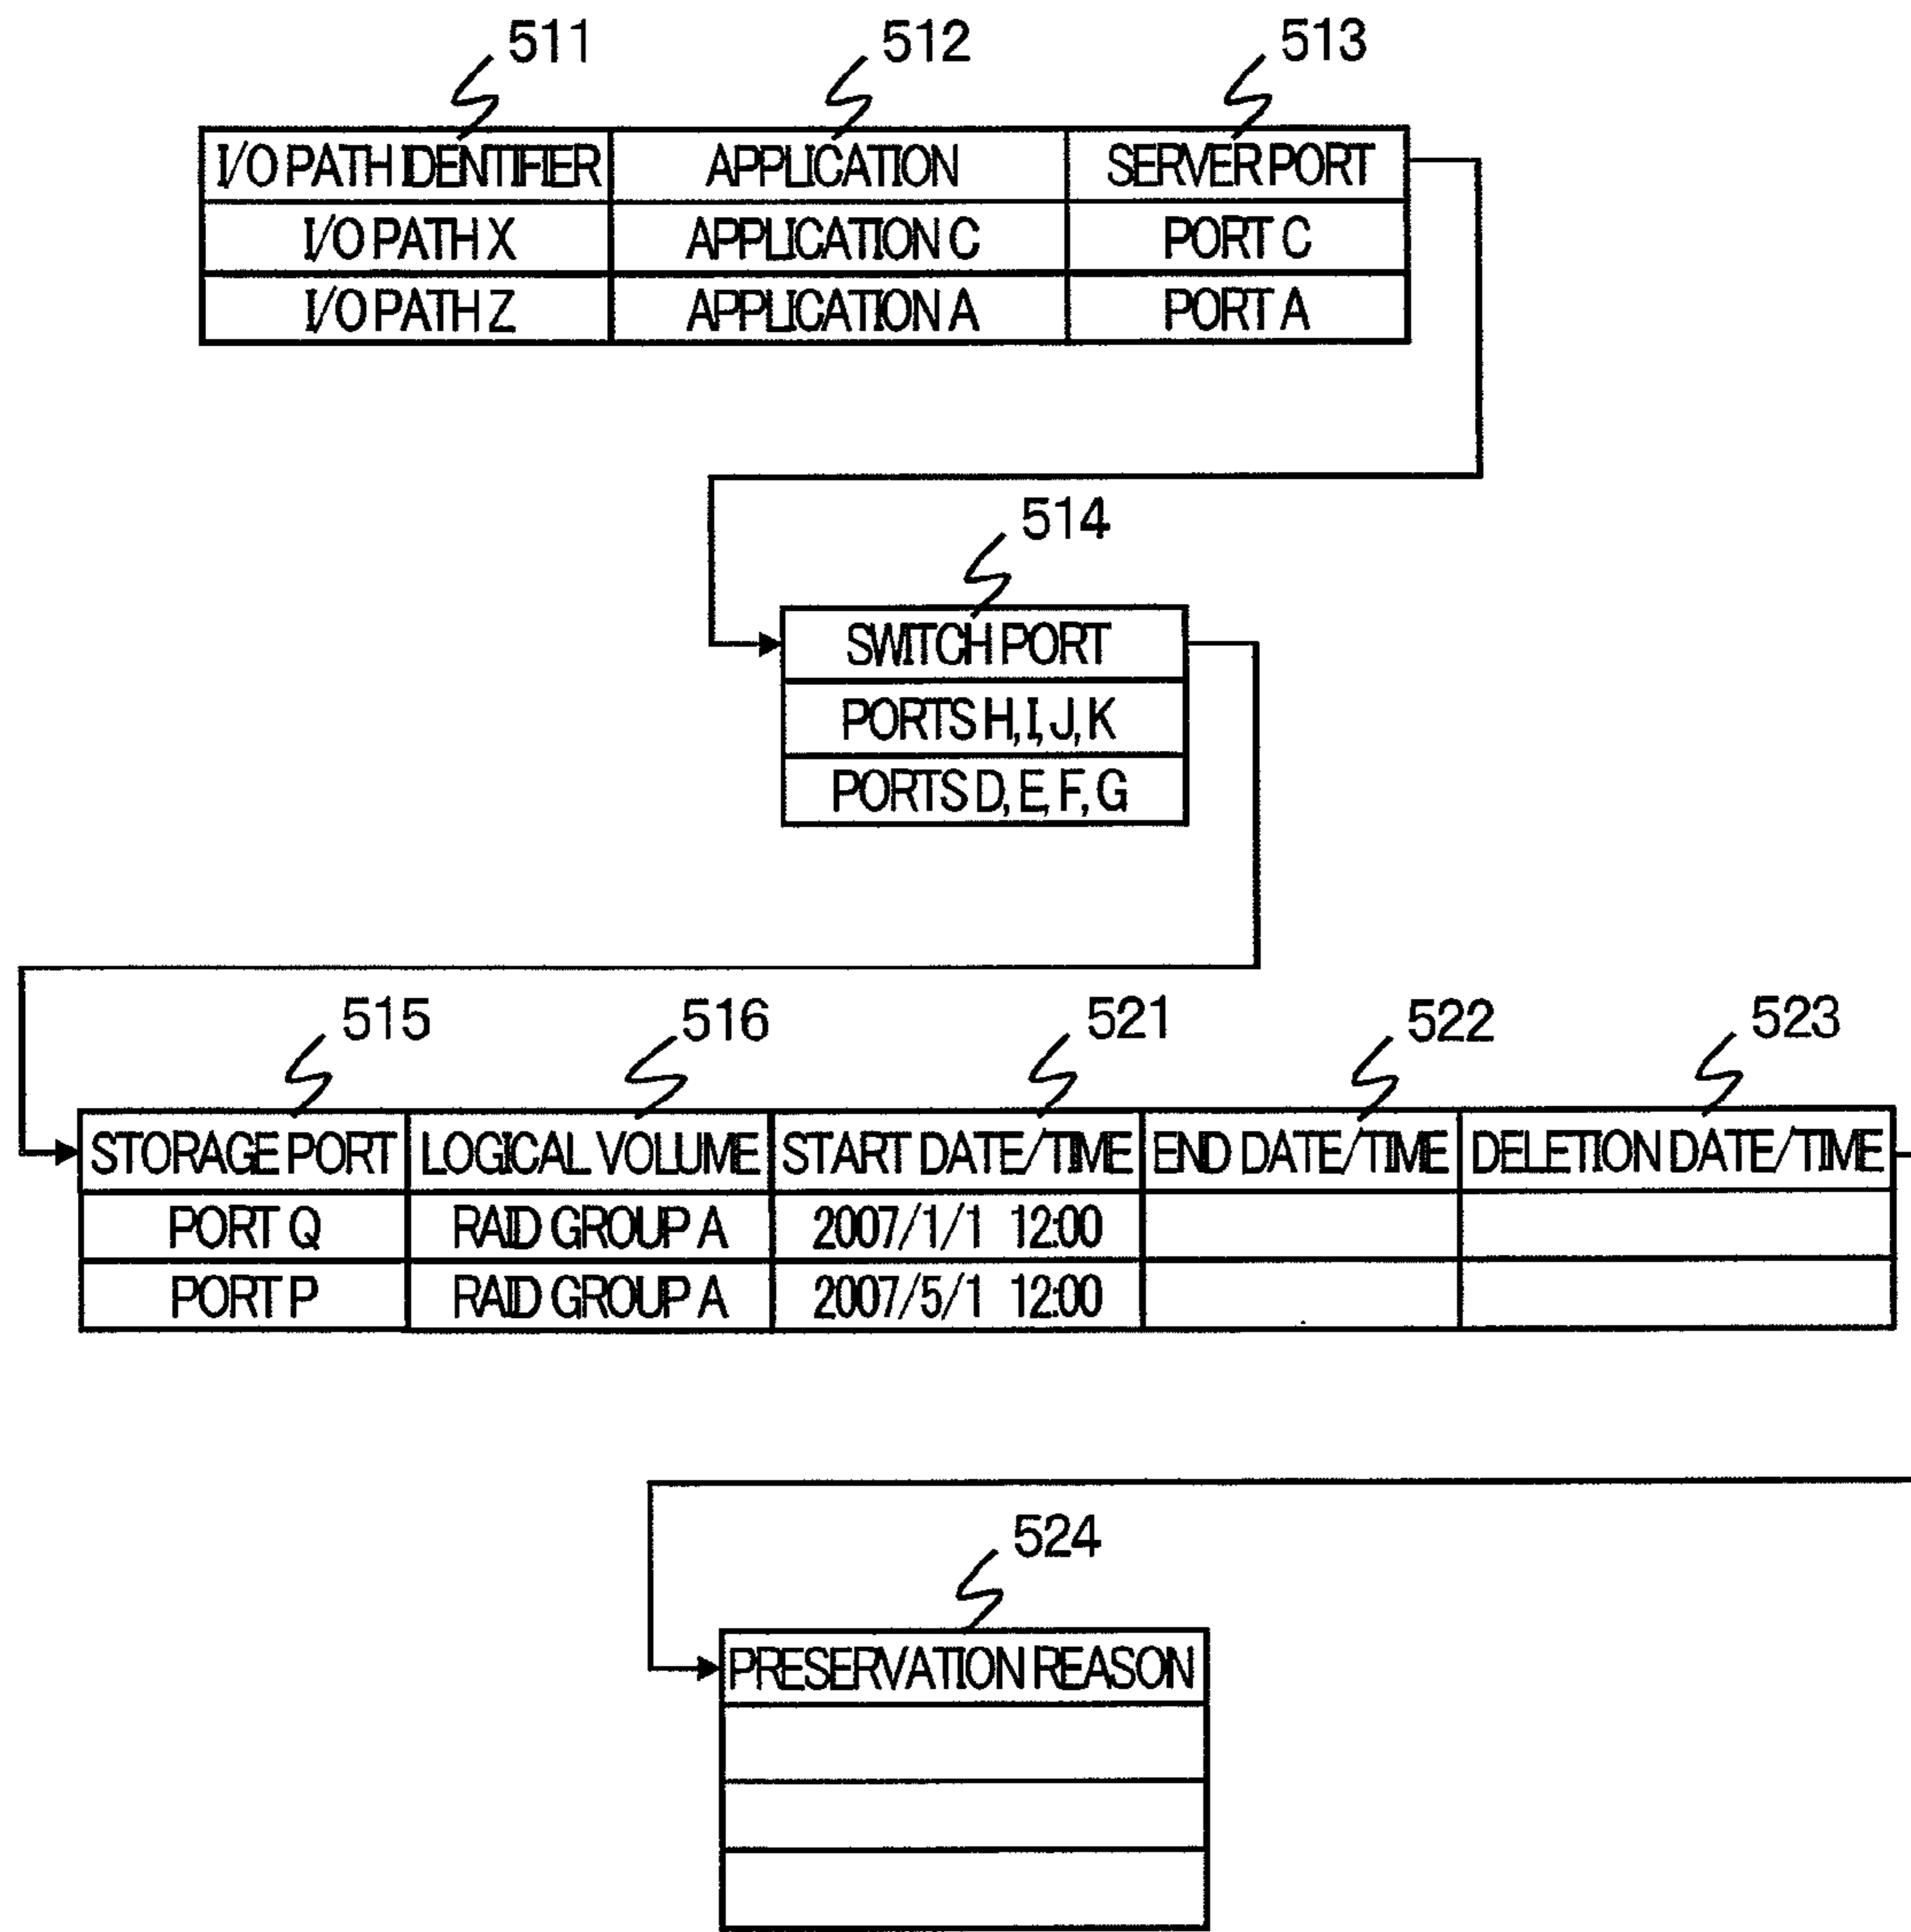 511 512 513
I/O PATH IDENTIFIER APPLICATION SERVER PORT
I/O PATH X APPLICATION C PORT C
I/O PATH Z APPLICATION A PORT A
514
SWITCH PORT
PORTS H, I, J, K
PORTS D, E, F, G
515 516 521 522 523
STORAGE PORT LOGICAL VOLUME START DATE/TIME END DATE/TIME DELETION DATE/TIME
PORT Q RAID GROUP A 2007/1/1 12:00
PORT P RAID GROUP A 2007/5/1 12:00
524
PRESERVATION REASON